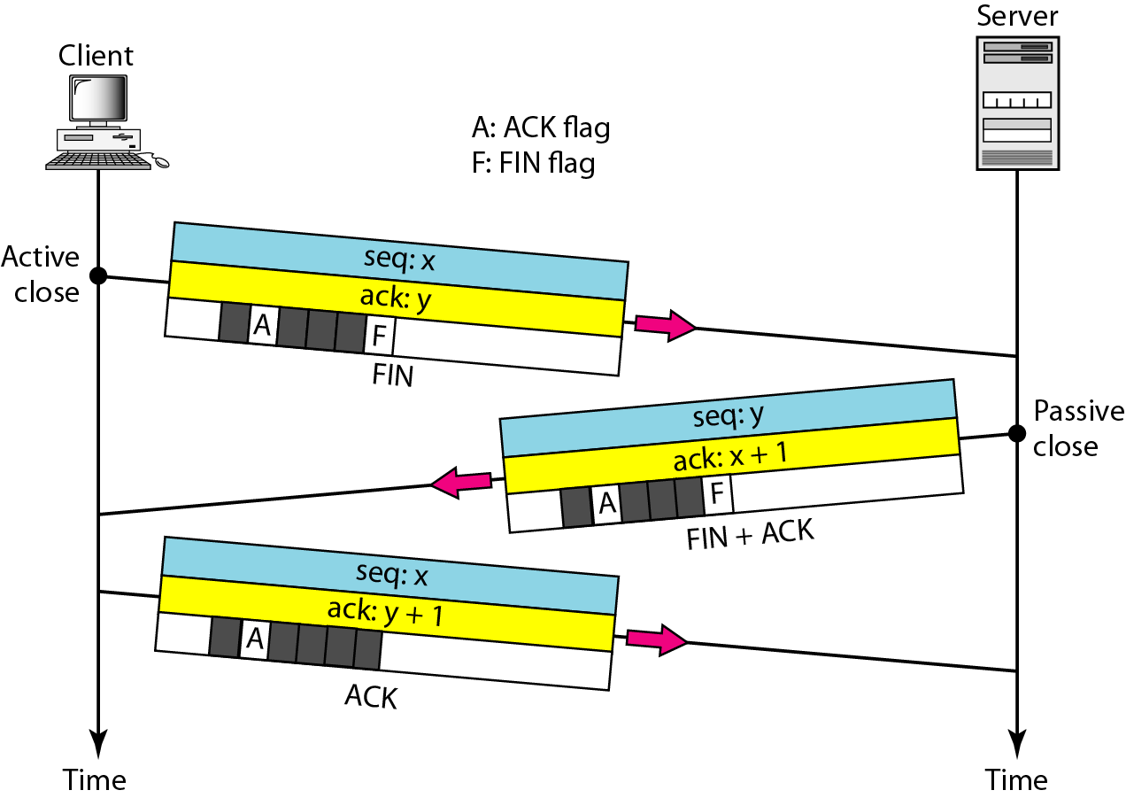 Server
Client
A: ACK flag
F: FIN flag
Active
close
seq: x
ack: y
A F
FIN
Passive
close
seq: y
ack: x + 1
A F
FIN + ACK
seq: x
ack: y + 1
A
ACK
Time
Time